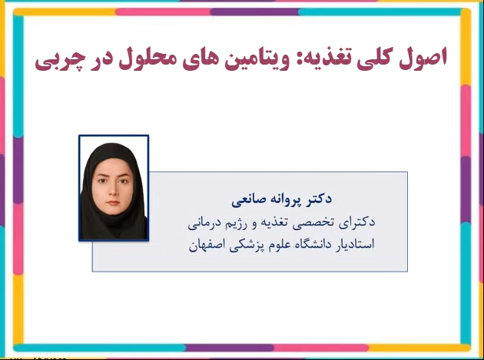 اصول کلی تغذیه: ویتامین های محلول در چربی
دکتر پروانه صانعی
دکترای تخصصی تغذیه و رژیم درمانی
استادیار دانشگاه علوم پزشکی اصفهان